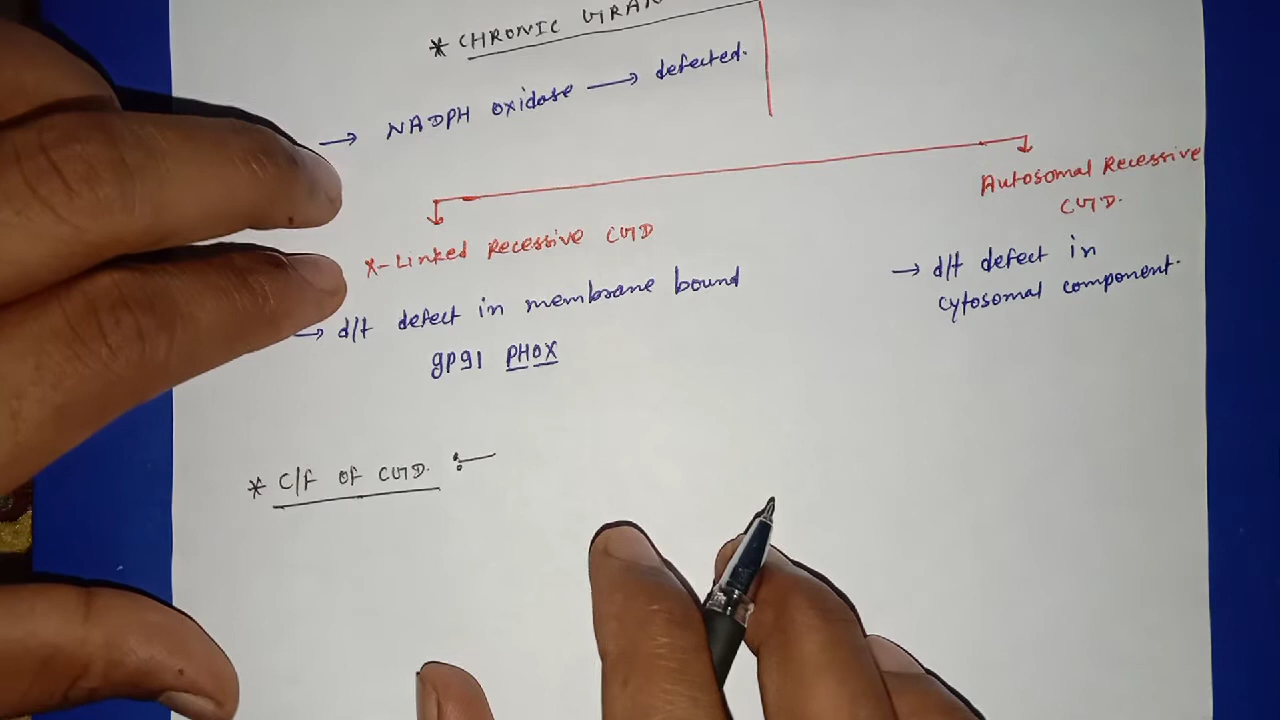 * CHRONIC GRAN
→ NADPH oxidase → defected.
X-Linked Recessive CGD
→ d/t defect in membrane bound
gp91 PHOX
Autosomal Recessive
CGD.
→ d/t defect in
cytosomal component.
* C/F OF CGD. :-